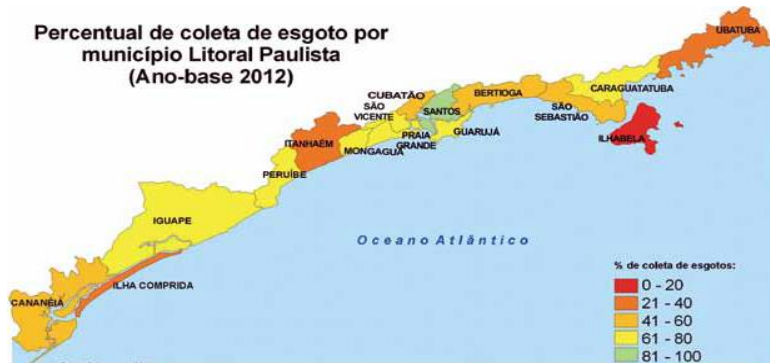 Percentual de coleta de esgoto por
município Litoral Paulista
(Ano-base 2012)
UBATUBA
CARAGUATATUBA
BERTIOGA
CUBATÃO
SÃO
VICENTE
SANTOS
SÃO
SEBASTIÃO
ILHABELA
GUARUJÁ
PRAIA
GRANDE
ITANHAÉM
MONGAGUÁ
PERUÍBE
IGUAPE
Oceano Atlântico
ILHA COMPRIDA
CANANÉIA
% de coleta de esgotos:
0 - 20
21 - 40
41 - 60
61 - 80
81 - 100